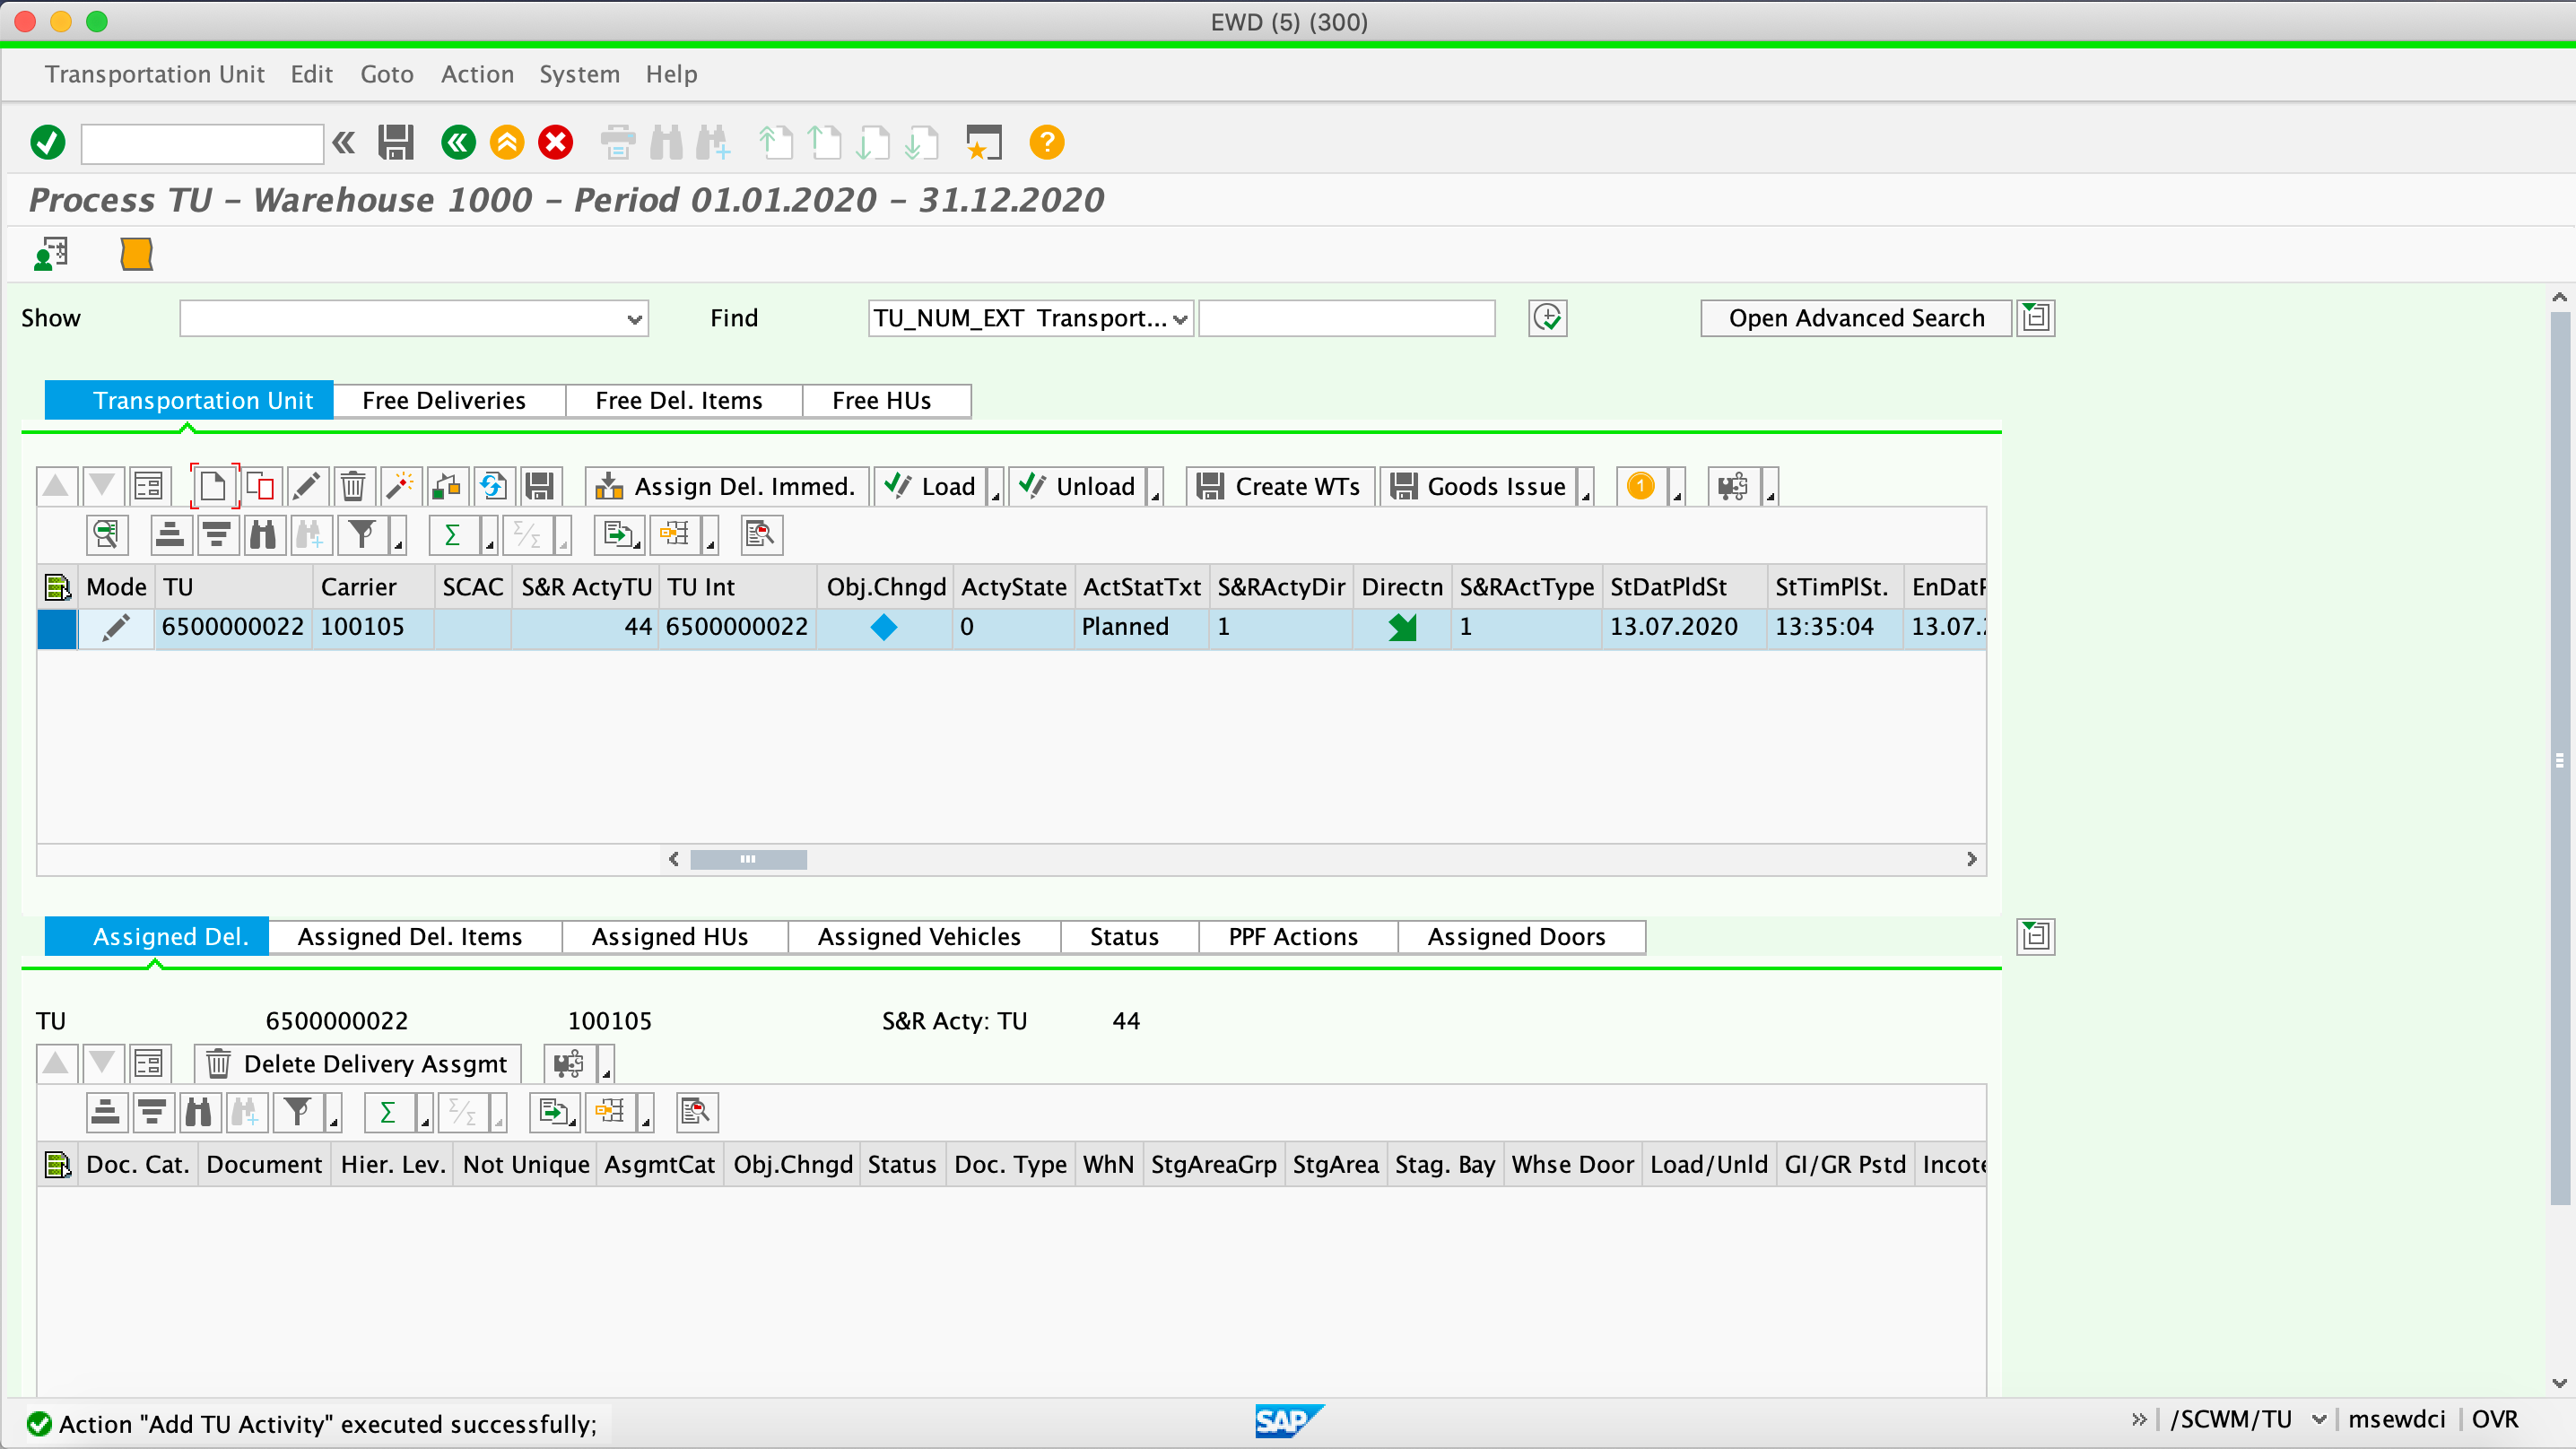 EWD (5) (300)
Transportation Unit Edit Goto Action System Help
Process TU - Warehouse 1000 - Period 01.01.2020 - 31.12.2020
Show Find TU_NUM_EXT Transport... Open Advanced Search
Transportation Unit Free Deliveries Free Del. Items Free HUs
Assign Del. Immed. Load Unload Create WTs Goods Issue 1
Mode TU Carrier SCAC S&R ActyTU TU Int Obj.Chngd ActyState ActStatTxt S&RActyDir Directn S&RActType StDatPldSt StTimPlSt. EnDatP
6500000022 100105 44 6500000022 0 Planned 1 1 13.07.2020 13:35:04 13.07.
Assigned Del. Assigned Del. Items Assigned HUs Assigned Vehicles Status PPF Actions Assigned Doors
TU 6500000022 100105 S&R Acty: TU 44
Delete Delivery Assgmt
Doc. Cat. Document Hier. Lev. Not Unique AsgmtCat Obj.Chngd Status Doc. Type WhN StgAreaGrp StgArea Stag. Bay Whse Door Load/Unld GI/GR Pstd Incote
Action "Add TU Activity" executed successfully; SAP /SCWM/TU msewdci OVR